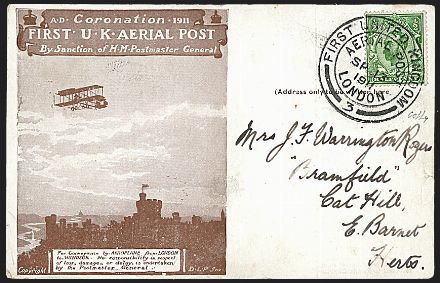 A·D· Coronation ·1911
FIRST·U·K·AERIAL POST
By Sanction of H·M·Postmaster General
FIRST UNITED KINGDOM
AERIAL POST
LONDON
3
(Address only to be written here.
Mrs J. F. Warrington Rogers
"Bramfield"
Cat Hill,
E. Barnet
Herts.
For Conveyance by AEROPLANE from LONDON
to WINDSOR. No responsibility in respect
of loss, damage, or delay is undertaken
by the Postmaster General.
Copyright